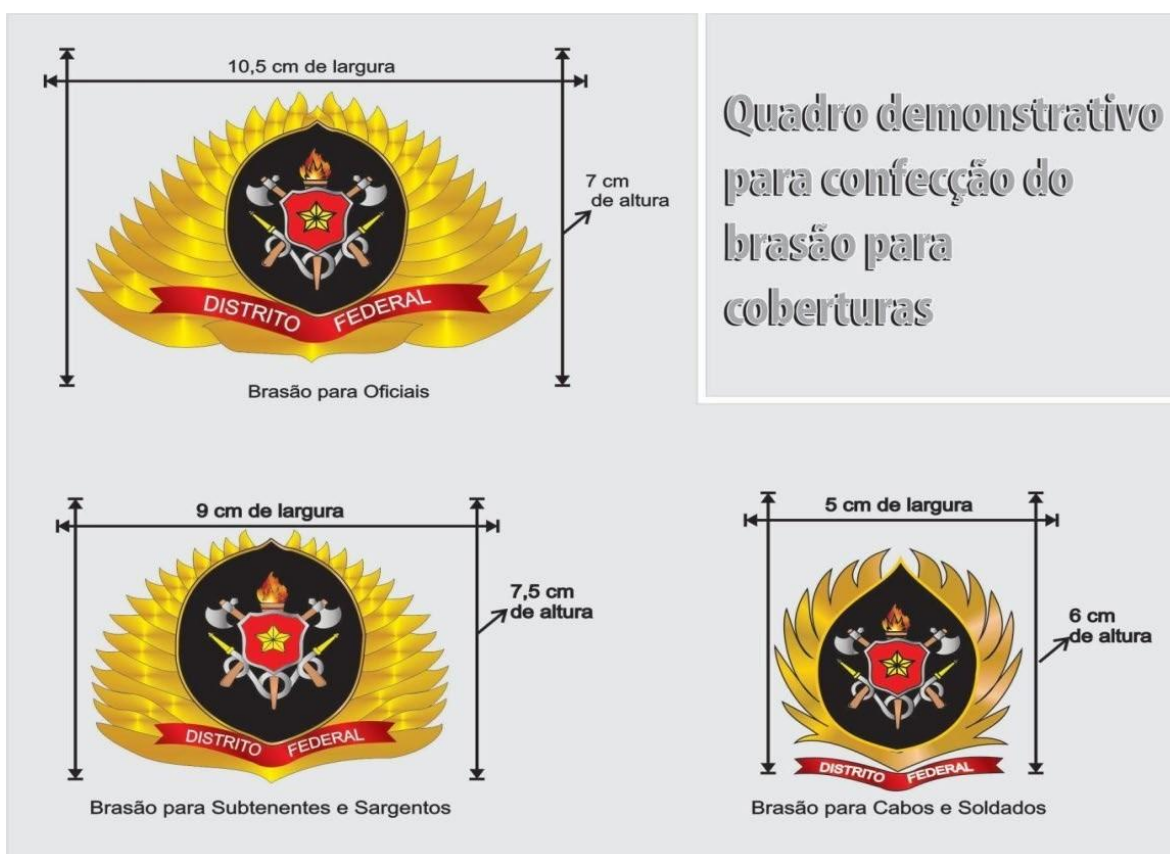 10,5 cm de largura
7 cm
de altura
DISTRITO FEDERAL
Brasão para Oficiais
Quadro demonstrativo
para confecção do
brasão para
coberturas
9 cm de largura
7,5 cm
de altura
DISTRITO FEDERAL
Brasão para Subtenentes e Sargentos
5 cm de largura
6 cm
de altura
DISTRITO FEDERAL
Brasão para Cabos e Soldados